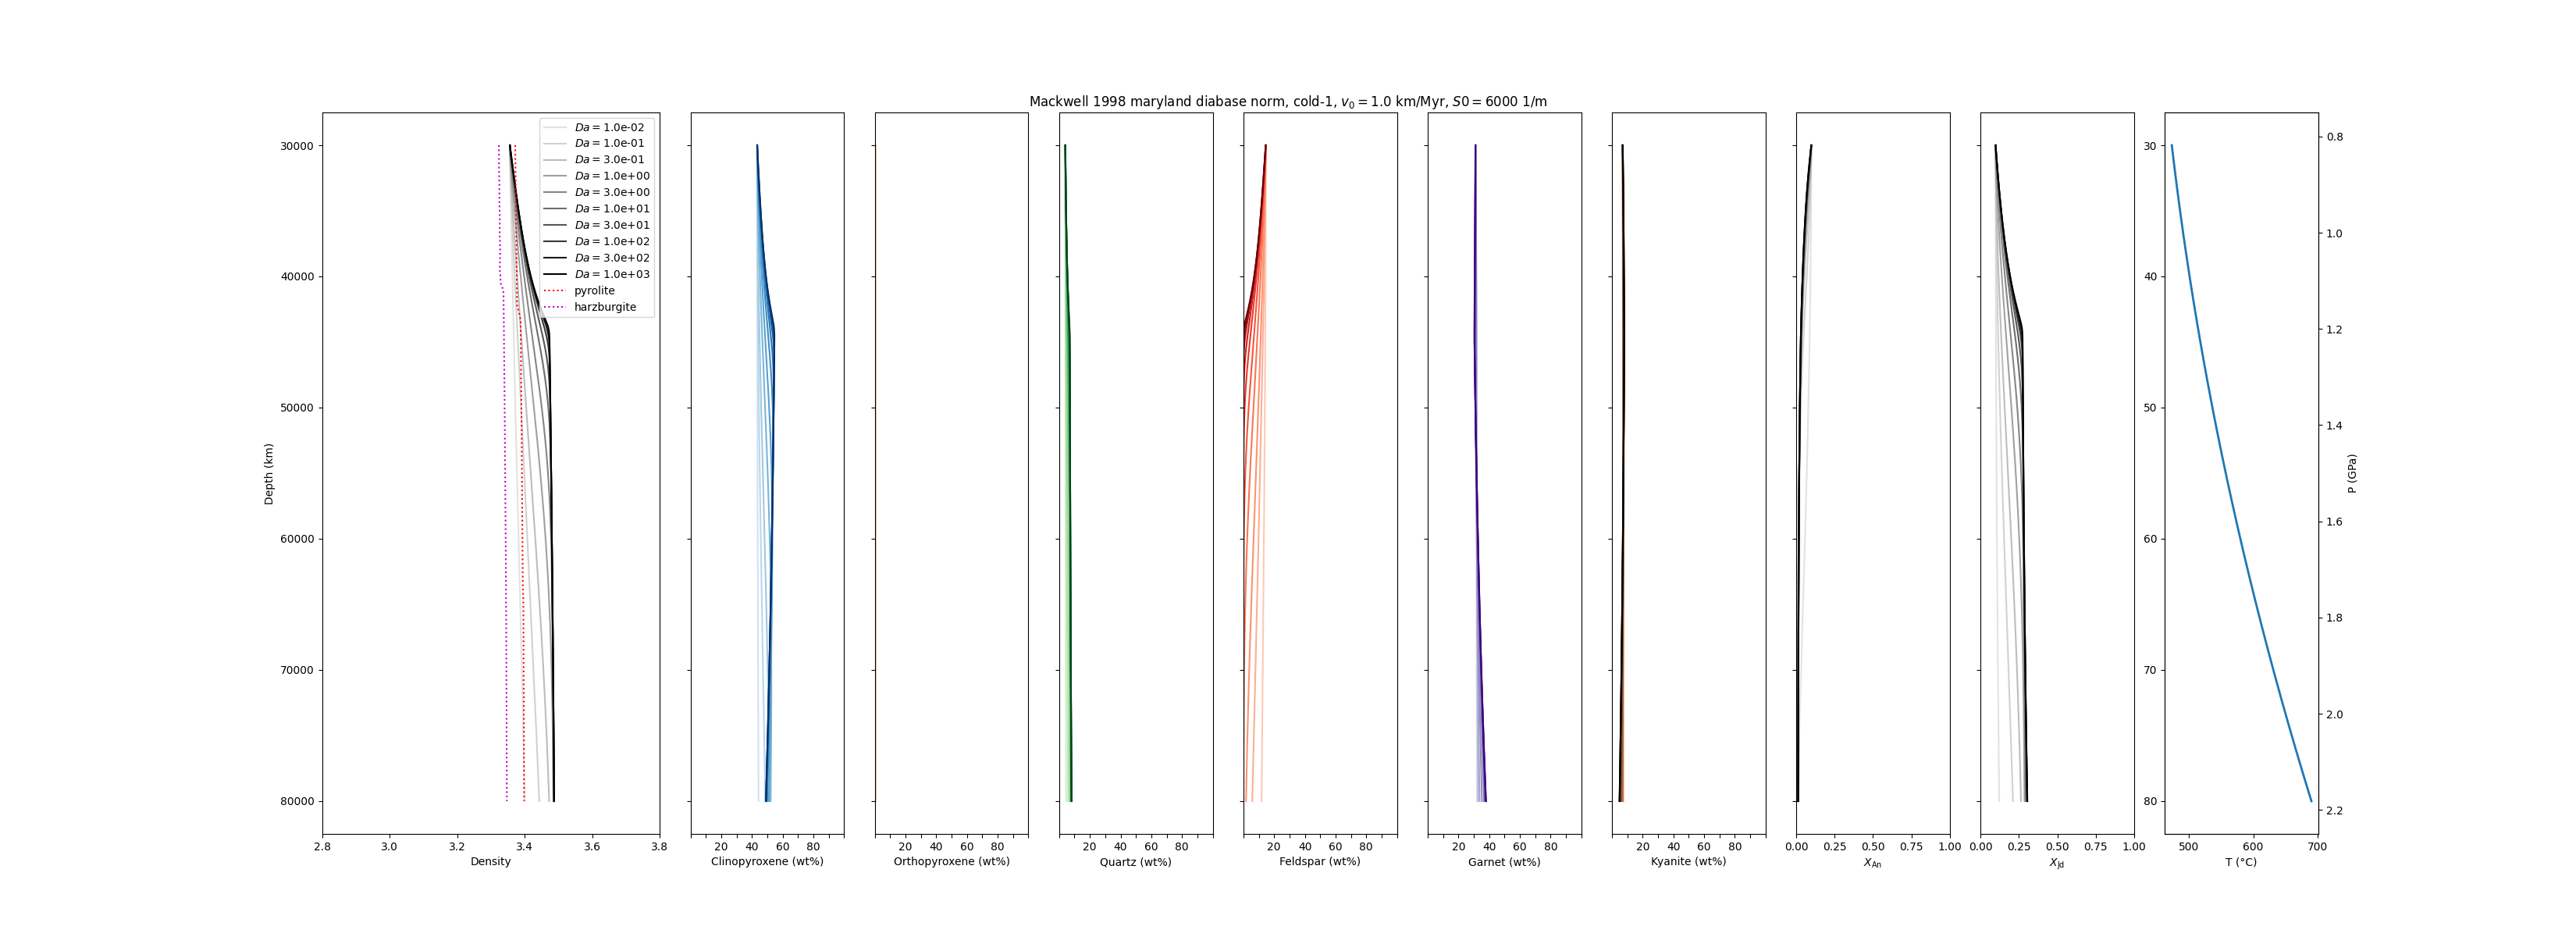 Mackwell 1998 maryland diabase norm, cold-1, v₀ = 1.0 km/Myr, S0 = 6000 1/m
Da = 1.0e-02
Da = 1.0e-01
Da = 3.0e-01
Da = 1.0e+00
Da = 3.0e+00
Da = 1.0e+01
Da = 3.0e+01
Da = 1.0e+02
Da = 3.0e+02
Da = 1.0e+03
pyrolite
harzburgite
Depth (km)
30000
40000
50000
60000
70000
80000
2.8 3.0 3.2 3.4 3.6 3.8
Density
20 40 60 80
Clinopyroxene (wt%)
20 40 60 80
Orthopyroxene (wt%)
20 40 60 80
Quartz (wt%)
20 40 60 80
Feldspar (wt%)
20 40 60 80
Garnet (wt%)
20 40 60 80
Kyanite (wt%)
0.00 0.25 0.50 0.75 1.00
X_An
0.00 0.25 0.50 0.75 1.00
X_Jd
30
40
50
60
70
80
500 600 700
T (°C)
0.8
1.0
1.2
1.4
1.6
1.8
2.0
2.2
P (GPa)